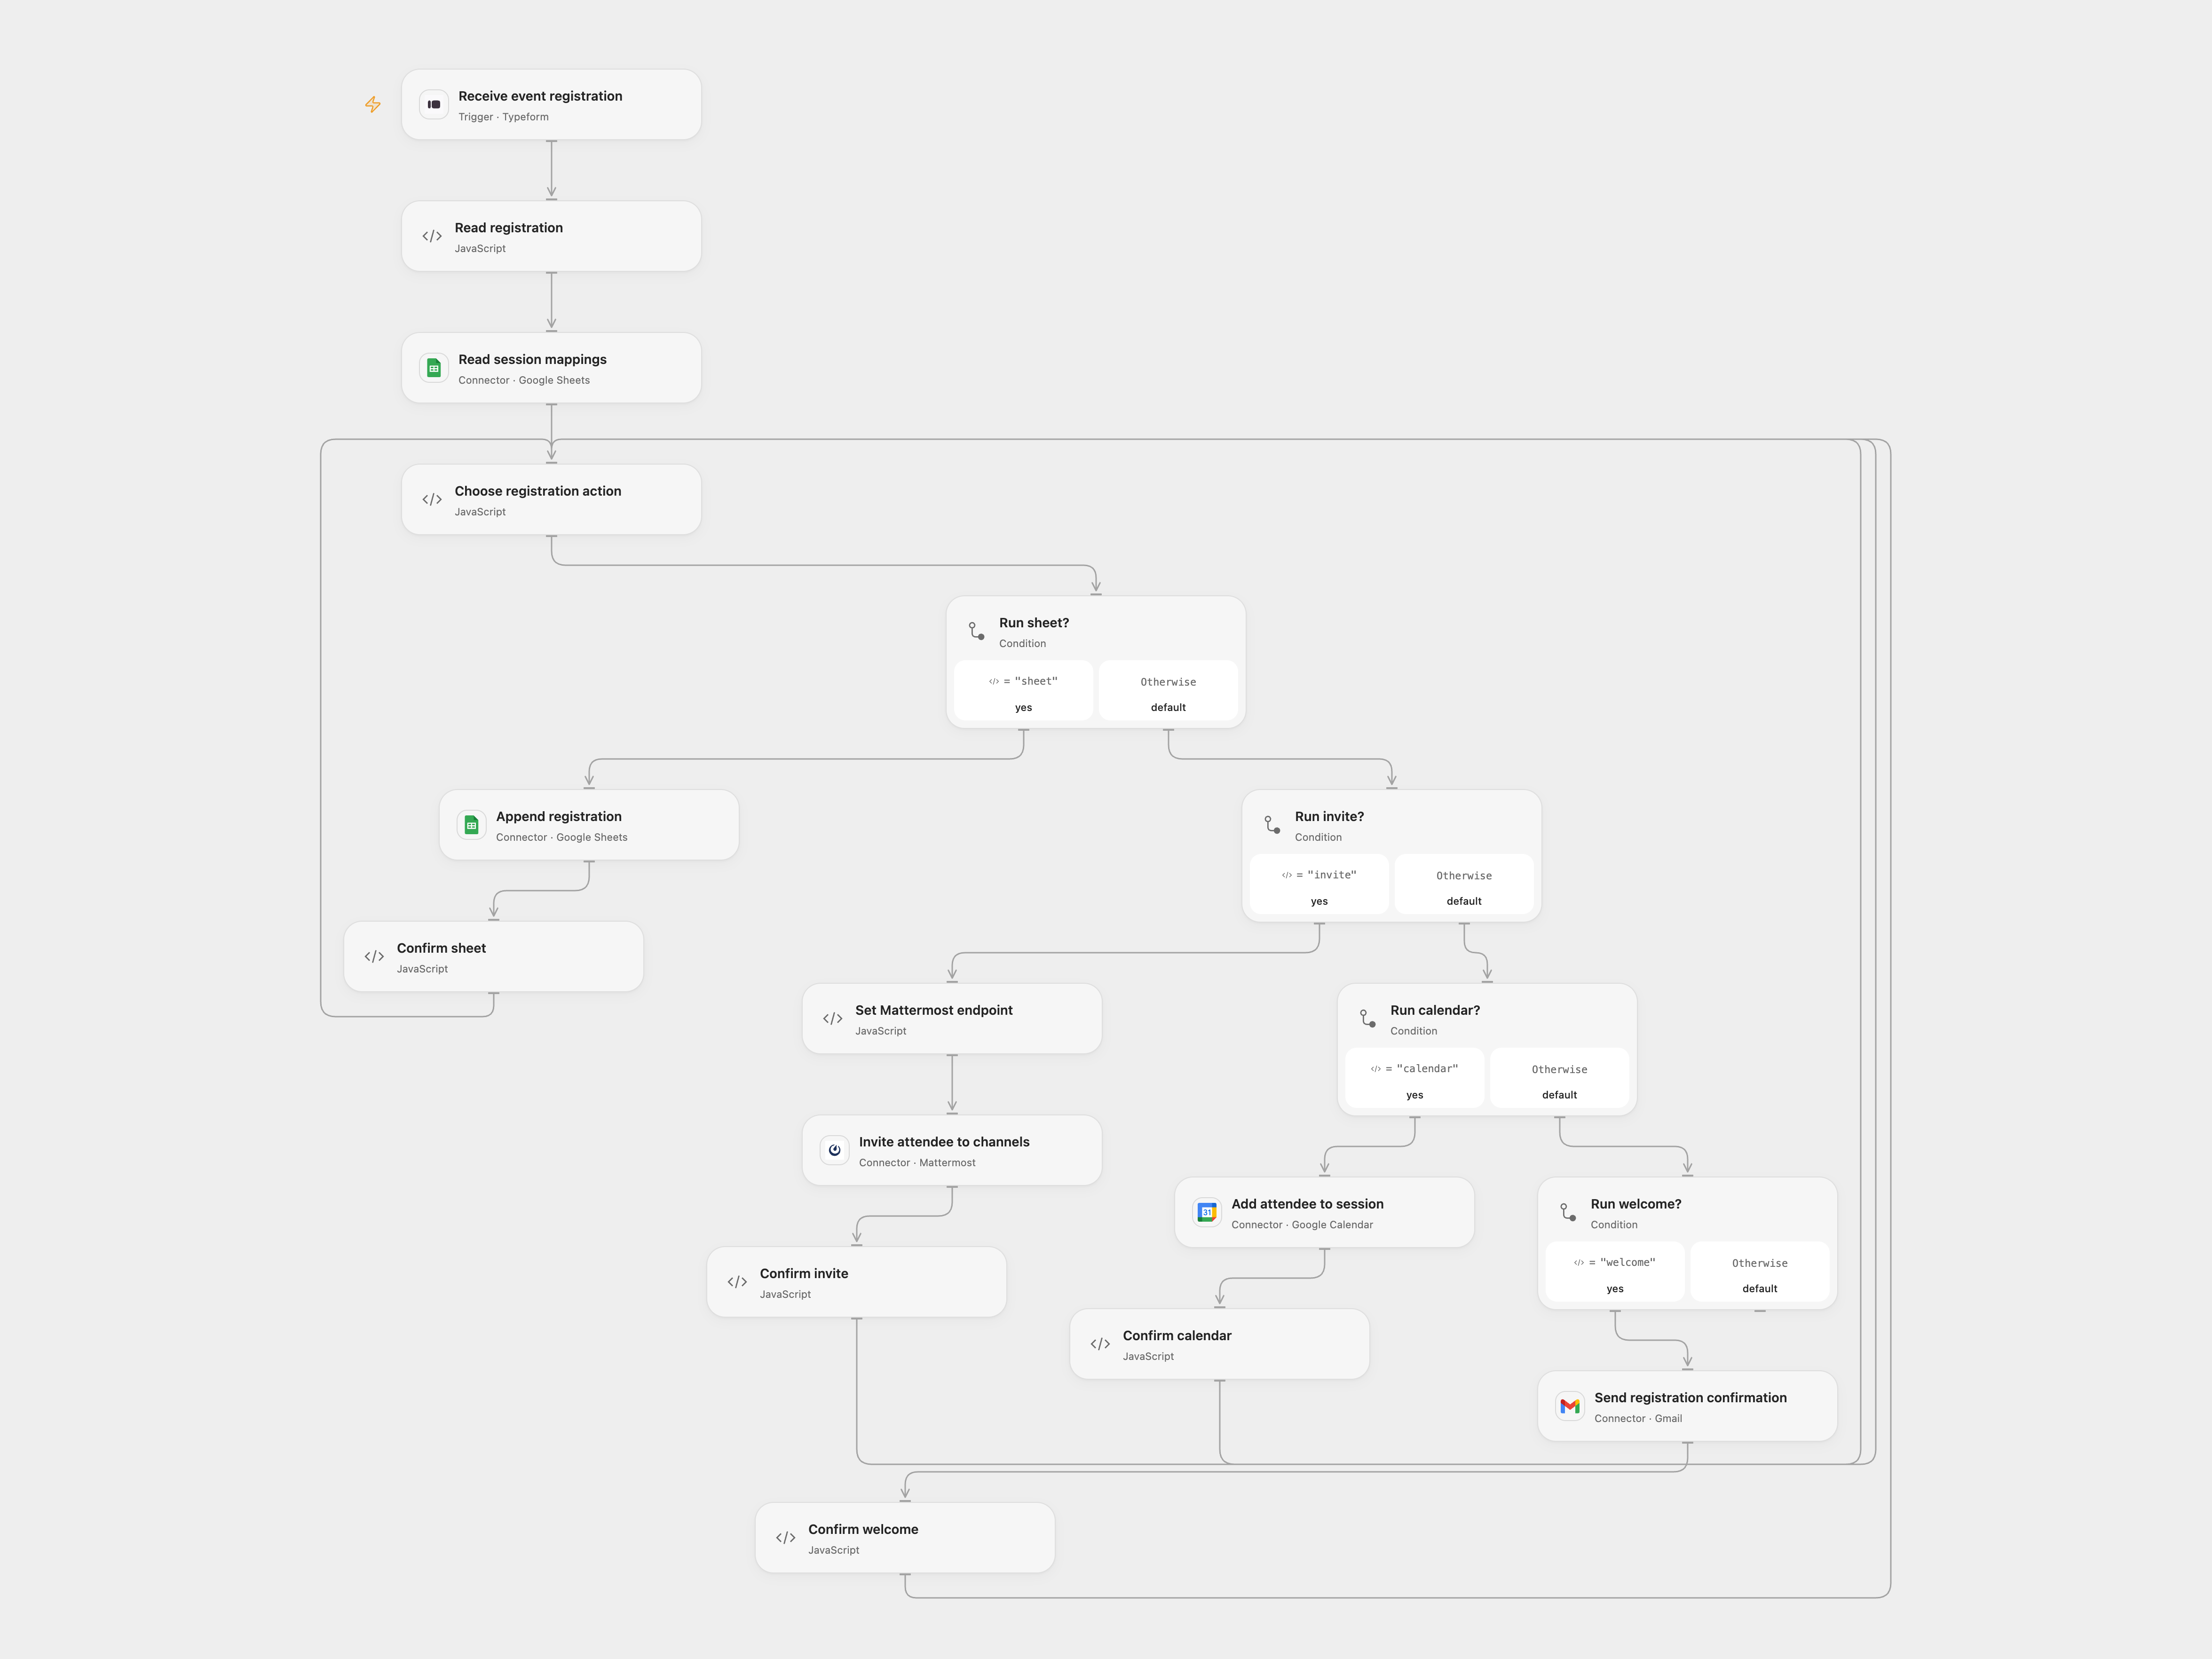 Receive event registration
Trigger · Typeform
Read registration
JavaScript
Read session mappings
Connector · Google Sheets
Choose registration action
JavaScript
Run sheet?
Condition
</> = "sheet"
yes
Otherwise
default
Append registration
Connector · Google Sheets
Run invite?
Condition
</> = "invite"
yes
Otherwise
default
Confirm sheet
JavaScript
Set Mattermost endpoint
JavaScript
Run calendar?
Condition
</> = "calendar"
yes
Otherwise
default
Invite attendee to channels
Connector · Mattermost
31
Add attendee to session
Connector · Google Calendar
Run welcome?
Condition
</> = "welcome"
yes
Otherwise
default
Confirm invite
JavaScript
Confirm calendar
JavaScript
Send registration confirmation
Connector · Gmail
Confirm welcome
JavaScript